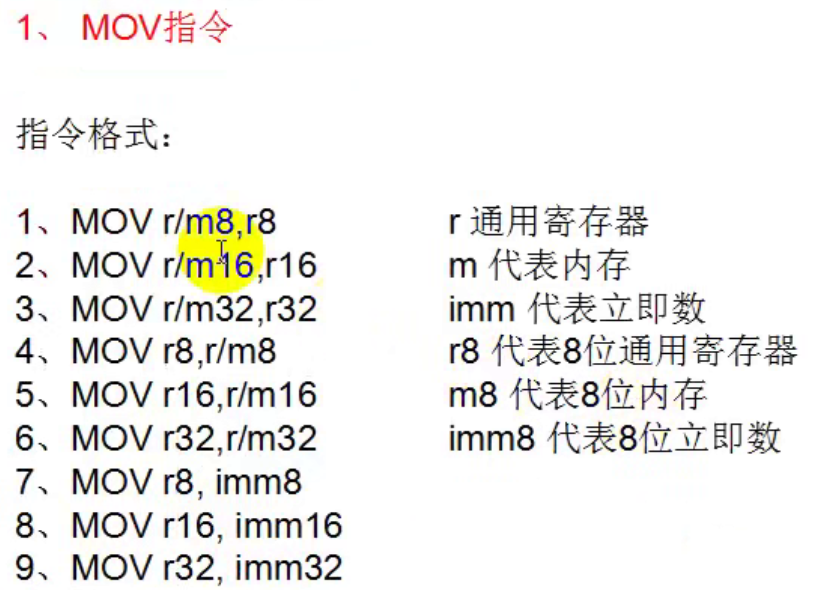 1、 MOV指令
指令格式：
1、MOV r/m8,r8 r 通用寄存器
2、MOV r/m16,r16 m 代表内存
3、MOV r/m32,r32 imm 代表立即数
4、MOV r8,r/m8 r8 代表8位通用寄存器
5、MOV r16,r/m16 m8 代表8位内存
6、MOV r32,r/m32 imm8 代表8位立即数
7、MOV r8, imm8
8、MOV r16, imm16
9、MOV r32, imm32